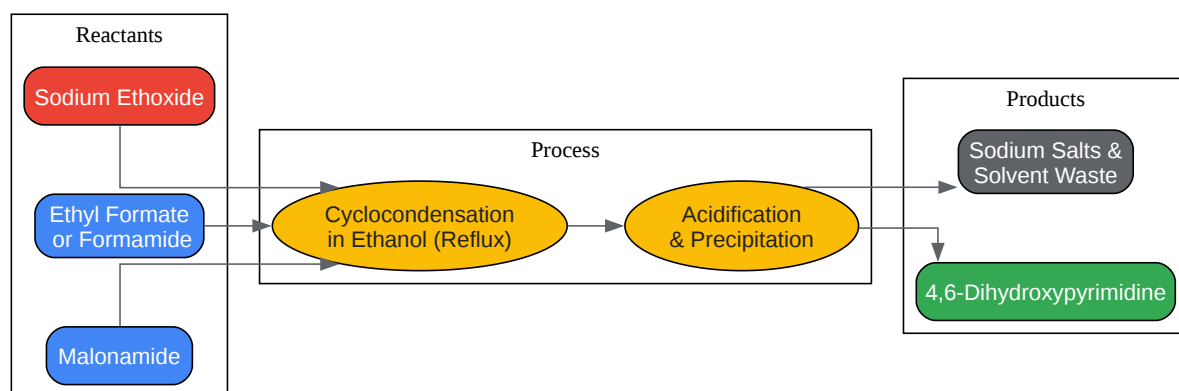 Reactants
Sodium Ethoxide
Ethyl Formate
or Formamide
Malonamide
Process
Cyclocondensation
in Ethanol (Reflux)
Acidification
& Precipitation
Products
Sodium Salts &
Solvent Waste
4,6-Dihydroxypyrimidine